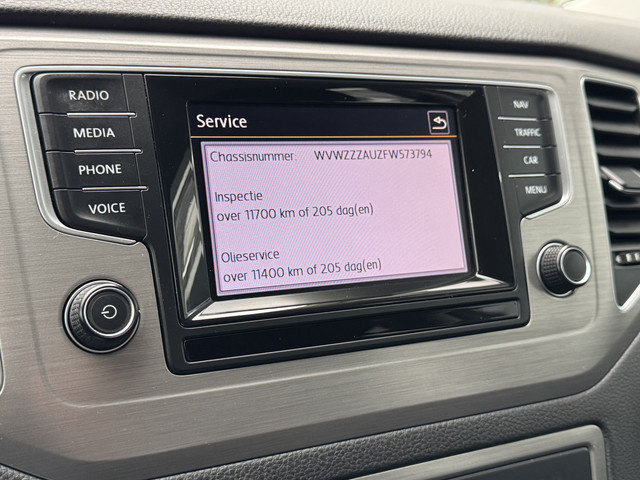 RADIO
MEDIA
PHONE
VOICE
Service
Chassisnummer: WVWZZZAUZFW573794
Inspectie
over 11700 km of 205 dag(en)
Olieservice
over 11400 km of 205 dag(en)
NAV
TRAFFIC
CAR
MENU